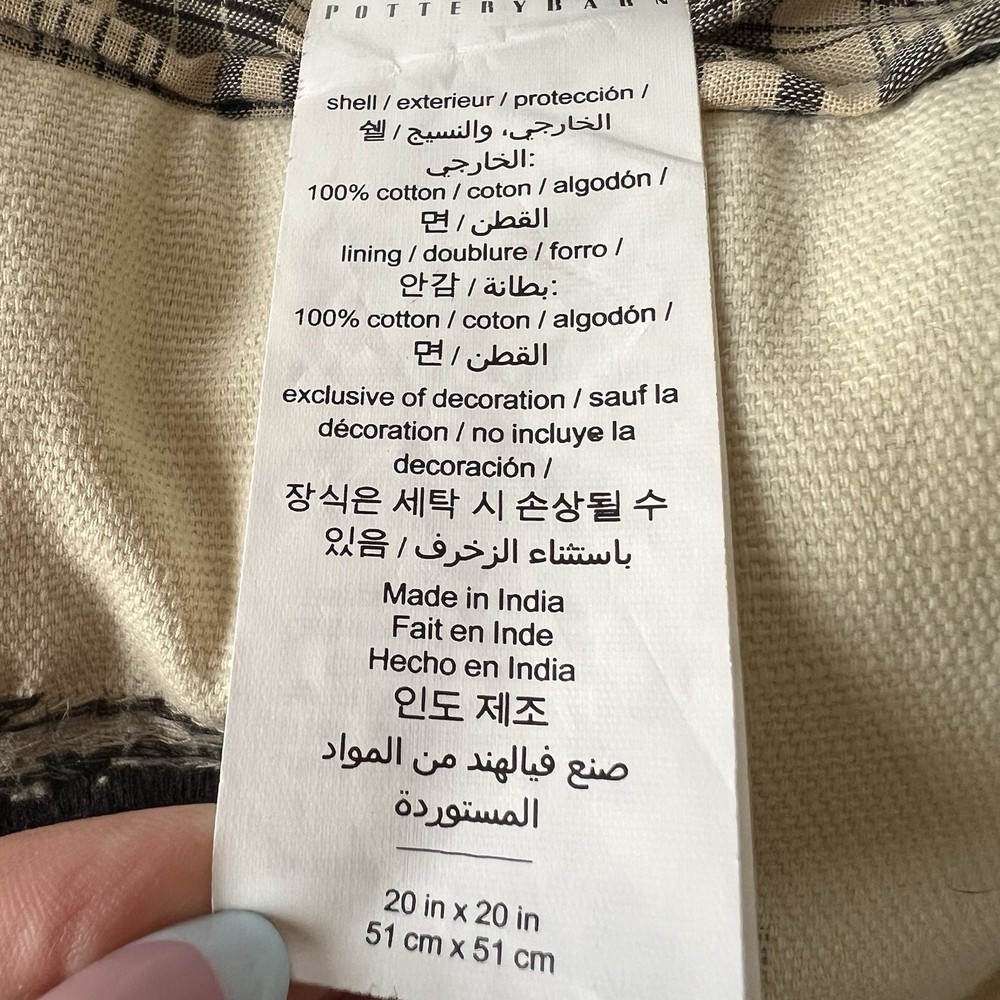 POTTERY BARN
shell / exterieur / protección /
쉘 / الخارجي، والنسيج
الخارجي:
100% cotton / coton / algodón /
면 / القطن
lining / doublure / forro /
안감 / بطانة:
100% cotton / coton / algodón /
면 / القطن
exclusive of decoration / sauf la
décoration / no incluye la
decoración /
장식은 세탁 시 손상될 수
있음 / باستثناء الزخرف
Made in India
Fait en Inde
Hecho en India
인도 제조
صنع فيالهند من المواد
المستوردة
20 in x 20 in
51 cm x 51 cm